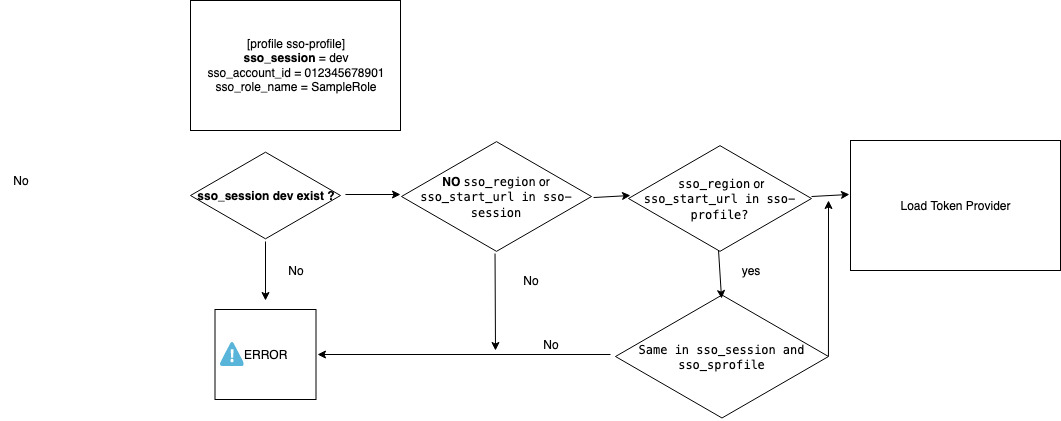 [profile sso-profile]
sso_session = dev
sso_account_id = 012345678901
sso_role_name = SampleRole
No
sso_session dev exist ?
NO sso_region or
sso_start_url in sso-
session
sso_region or
sso_start_url in sso-
profile?
Load Token Provider
No
No
yes
ERROR
No
Same in sso_session and
sso_sprofile